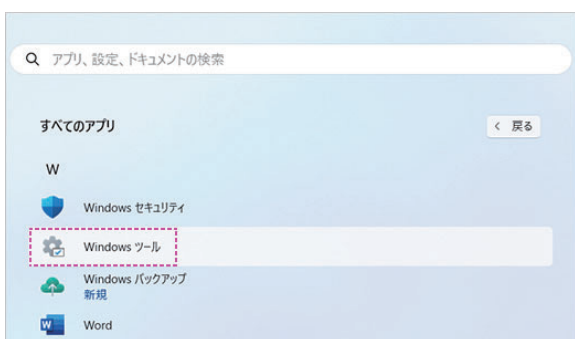 アプリ、設定、ドキュメントの検索
すべてのアプリ
< 戻る
W
Windows セキュリティ
Windows ツール
Windows バックアップ
新規
Word